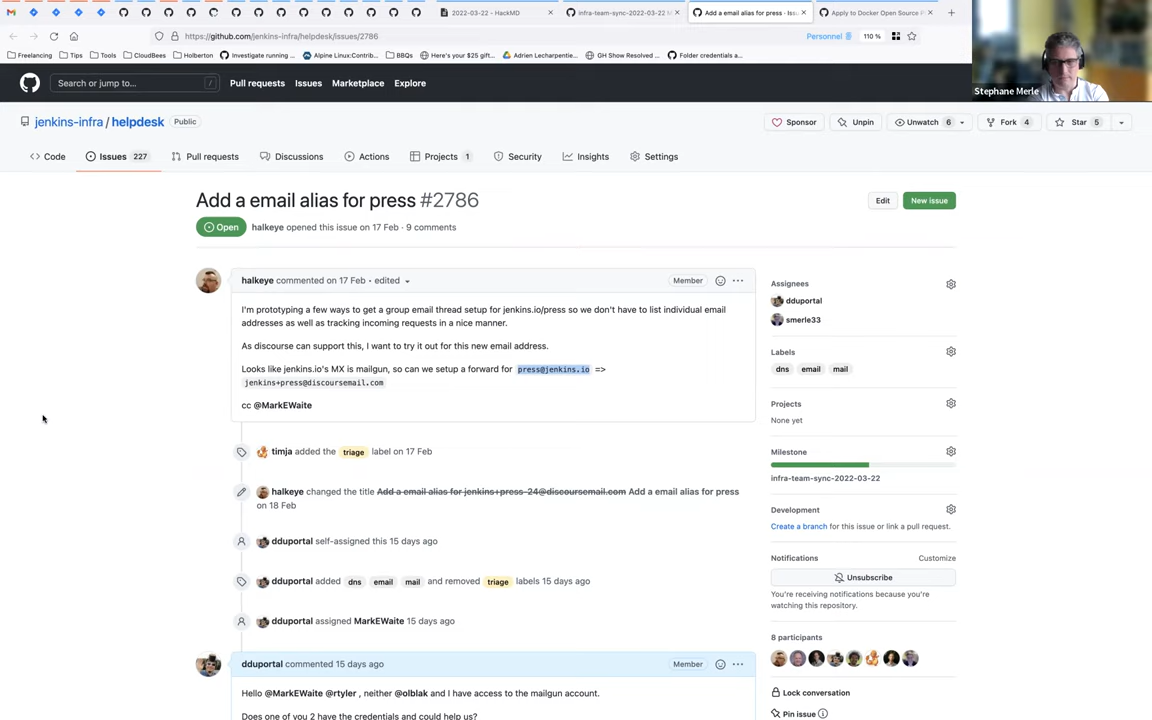 2022-03-22 - HackMD
infra-team-sync-2022-03-22 M
Add a email alias for press · Iss
Apply to Docker Open Source P
https://github.com/jenkins-infra/helpdesk/issues/2786
Personnel
110 %
Freelancing
Tips
Tools
CloudBees
Holberton
Investigate running ...
Alpine Linux:Contrib...
BBQs
Here's your $25 gift...
Adrien Lecharpentie...
GH Show Resolved ...
Folder credentials a...
Stephane Merle
Search or jump to...
/
Pull requests
Issues
Marketplace
Explore
jenkins-infra / helpdesk
Public
Sponsor
Unpin
Unwatch 6
Fork 4
Star 5
Code
Issues 227
Pull requests
Discussions
Actions
Projects 1
Security
Insights
Settings
Add a email alias for press #2786
Edit
New issue
Open
halkeye opened this issue on 17 Feb · 9 comments
halkeye commented on 17 Feb • edited
Member
I'm prototyping a few ways to get a group email thread setup for jenkins.io/press so we don't have to list individual email
addresses as well as tracking incoming requests in a nice manner.
As discourse can support this, I want to try it out for this new email address.
Looks like jenkins.io's MX is mailgun, so can we setup a forward for press@jenkins.io =>
jenkins+press@discoursemail.com
cc @MarkEWaite
timja added the triage label on 17 Feb
halkeye changed the title Add a email alias for jenkins+press-24@discoursemail.com Add a email alias for press
on 18 Feb
dduportal self-assigned this 15 days ago
dduportal added dns email mail and removed triage labels 15 days ago
dduportal assigned MarkEWaite 15 days ago
dduportal commented 15 days ago
Member
Hello @MarkEWaite @rtyler , neither @olblak and I have access to the mailgun account.
Does one of you 2 have the credentials and could help us?
Assignees
dduportal
smerle33
Labels
dns
email
mail
Projects
None yet
Milestone
infra-team-sync-2022-03-22
Development
Create a branch for this issue or link a pull request.
Notifications
Customize
Unsubscribe
You're receiving notifications because you're
watching this repository.
8 participants
Lock conversation
Pin issue